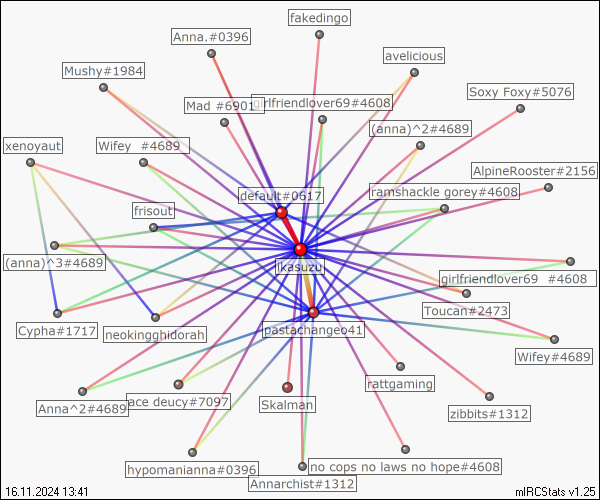 fakedingo
Anna.#0396
avelicious
Mushy#1984
Soxy Foxy#5076
Mad #6901
girlfriendlover69#4608
(anna)^2#4689
xenoyaut
Wifey #4689
AlpineRooster#2156
default#0617
ramshackle gorey#4608
frisout
(anna)^3#4689
ikasuzu
girlfriendlover69 #4608
Toucan#2473
Cypha#1717
neokingghidorah
pastachangeo41
Wifey#4689
rattgaming
Anna^2#4689
ace deucy#7097
Skalman
zibbits#1312
hypomanianna#0396
no cops no laws no hope#4608
Annarchist#1312
16.11.2024 13:41
mIRCStats v1.25